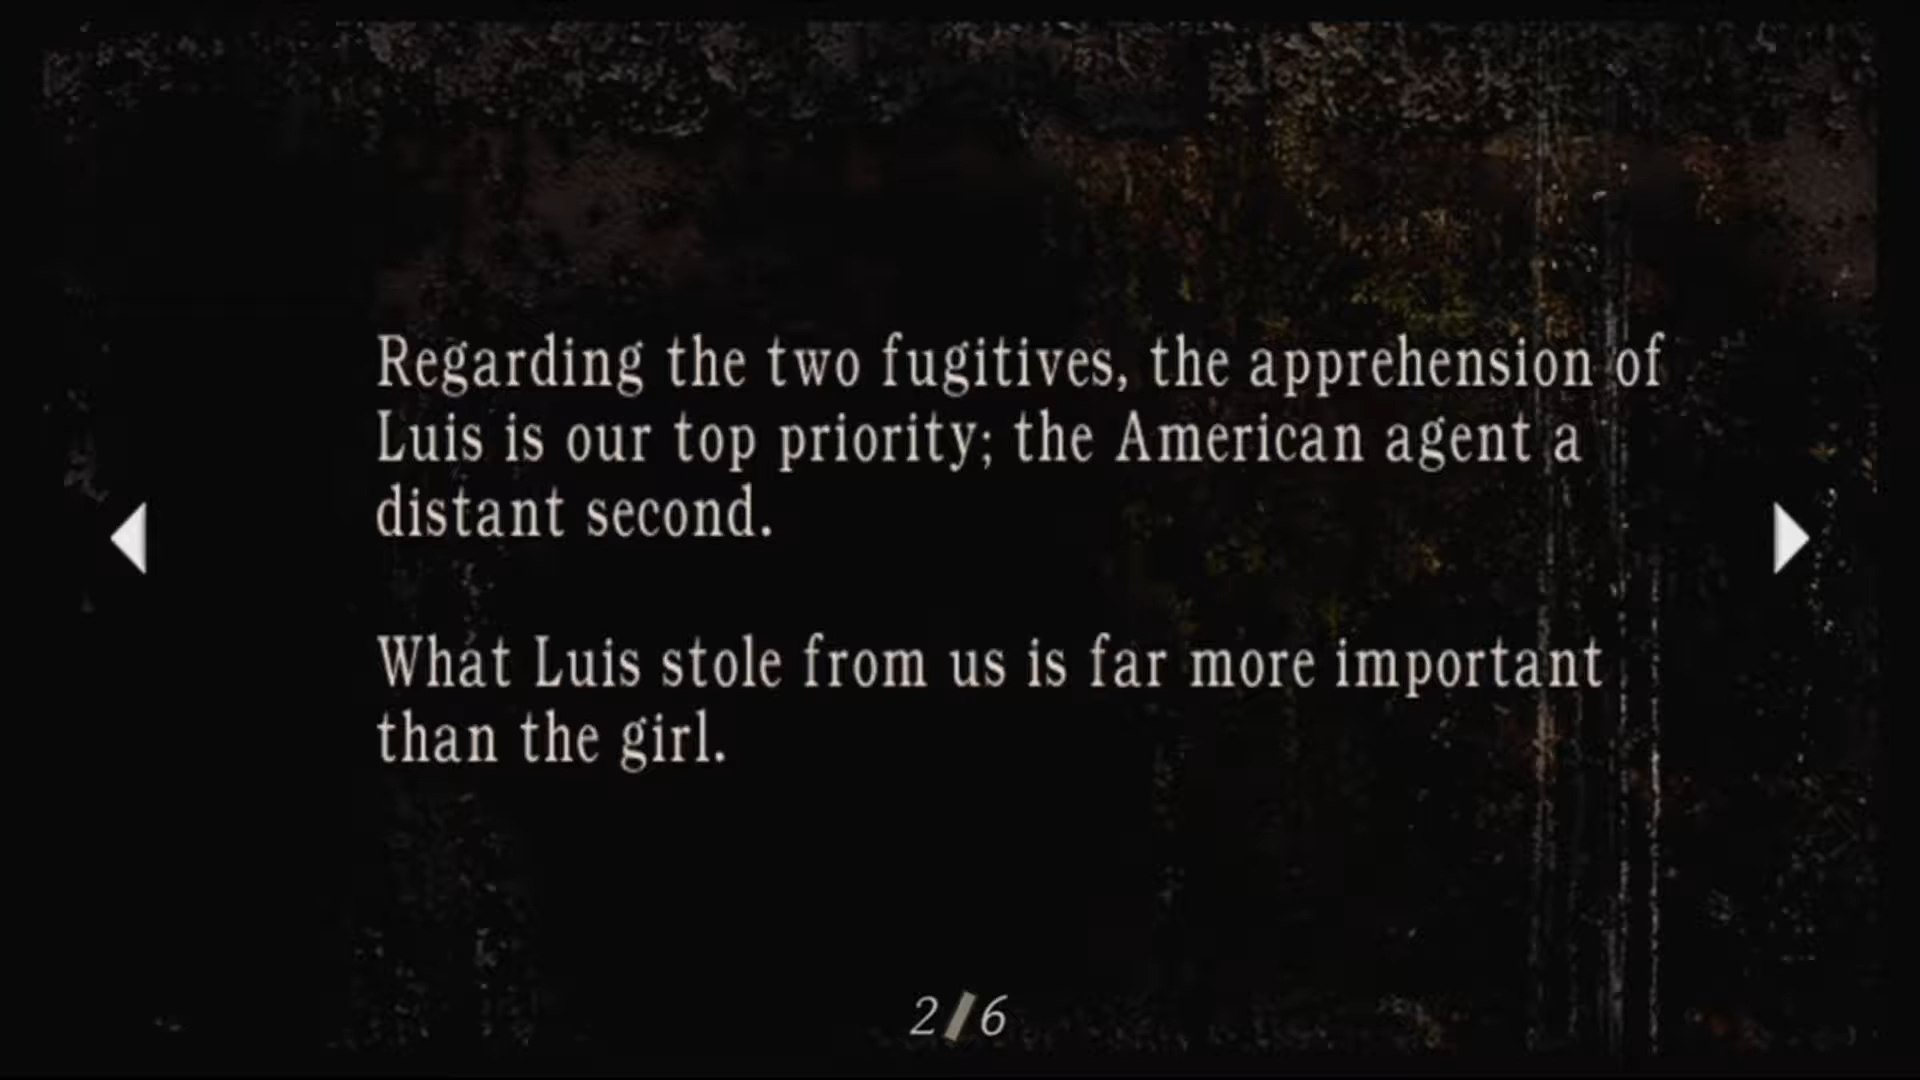 Regarding the two fugitives, the apprehension of
Luis is our top priority; the American agent a
distant second.
What Luis stole from us is far more important
than the girl.
2/6